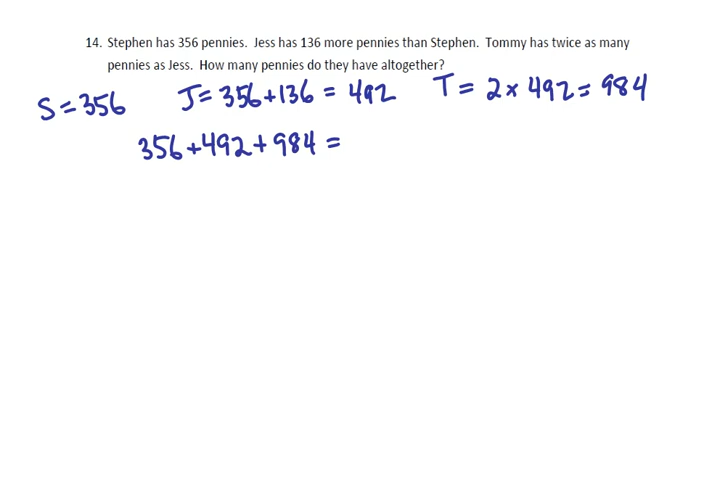 14. Stephen has 356 pennies. Jess has 136 more pennies than Stephen. Tommy has twice as many
pennies as Jess. How many pennies do they have altogether?
S = 356 J = 356 + 136 = 492 T = 2 × 492 = 984
356 + 492 + 984 =